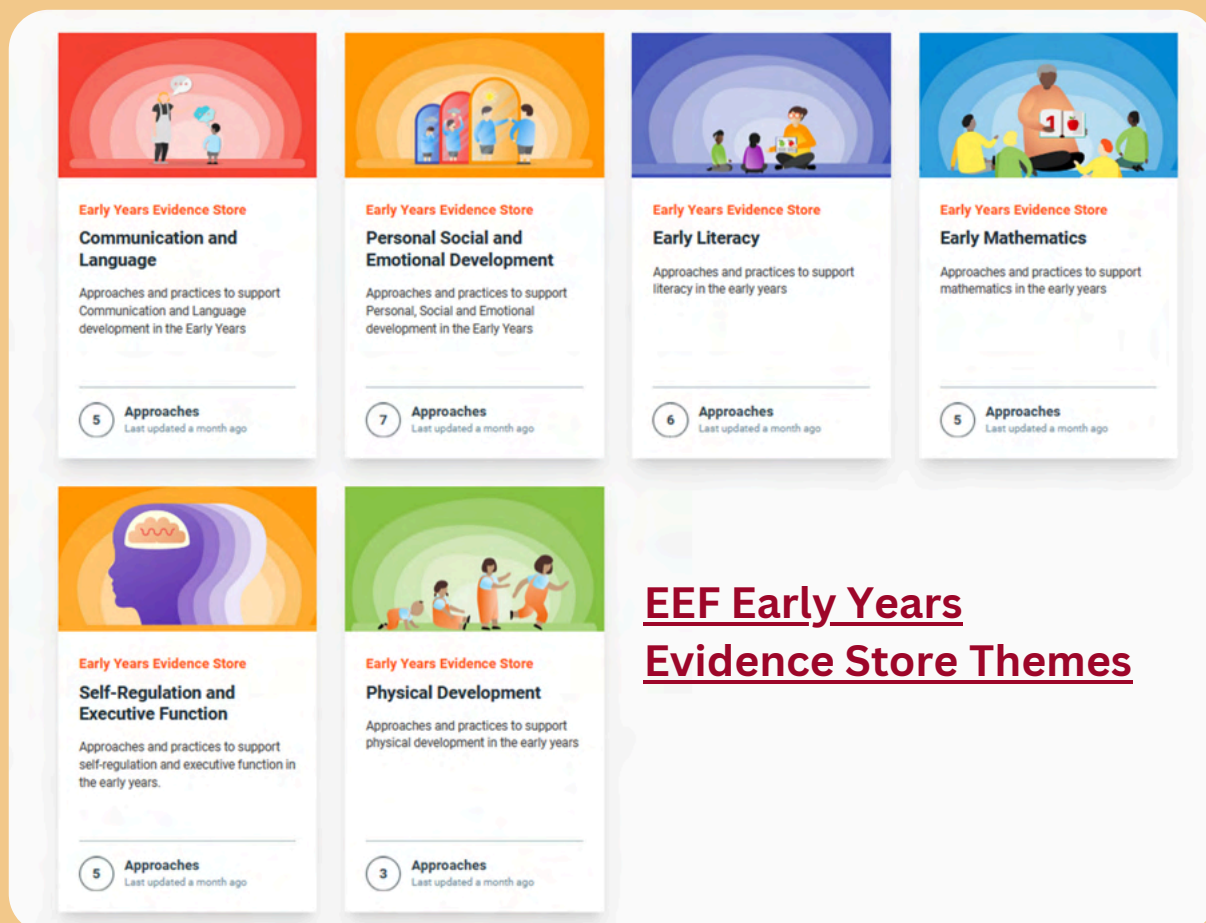 Early Years Evidence Store
Communication and
Language
Approaches and practices to support
Communication and Language
development in the Early Years
5
Approaches
Last updated a month ago
Early Years Evidence Store
Personal Social and
Emotional Development
Approaches and practices to support
Personal, Social and Emotional
development in the Early Years
7
Approaches
Last updated a month ago
Early Years Evidence Store
Early Literacy
Approaches and practices to support
literacy in the early years
6
Approaches
Last updated a month ago
1
Early Years Evidence Store
Early Mathematics
Approaches and practices to support
mathematics in the early years
5
Approaches
Last updated a month ago
Early Years Evidence Store
Self-Regulation and
Executive Function
Approaches and practices to support
self-regulation and executive function in
the early years.
5
Approaches
Last updated a month ago
Early Years Evidence Store
Physical Development
Approaches and practices to support
physical development in the early years
3
Approaches
Last updated a month ago
EEF Early Years
Evidence Store Themes